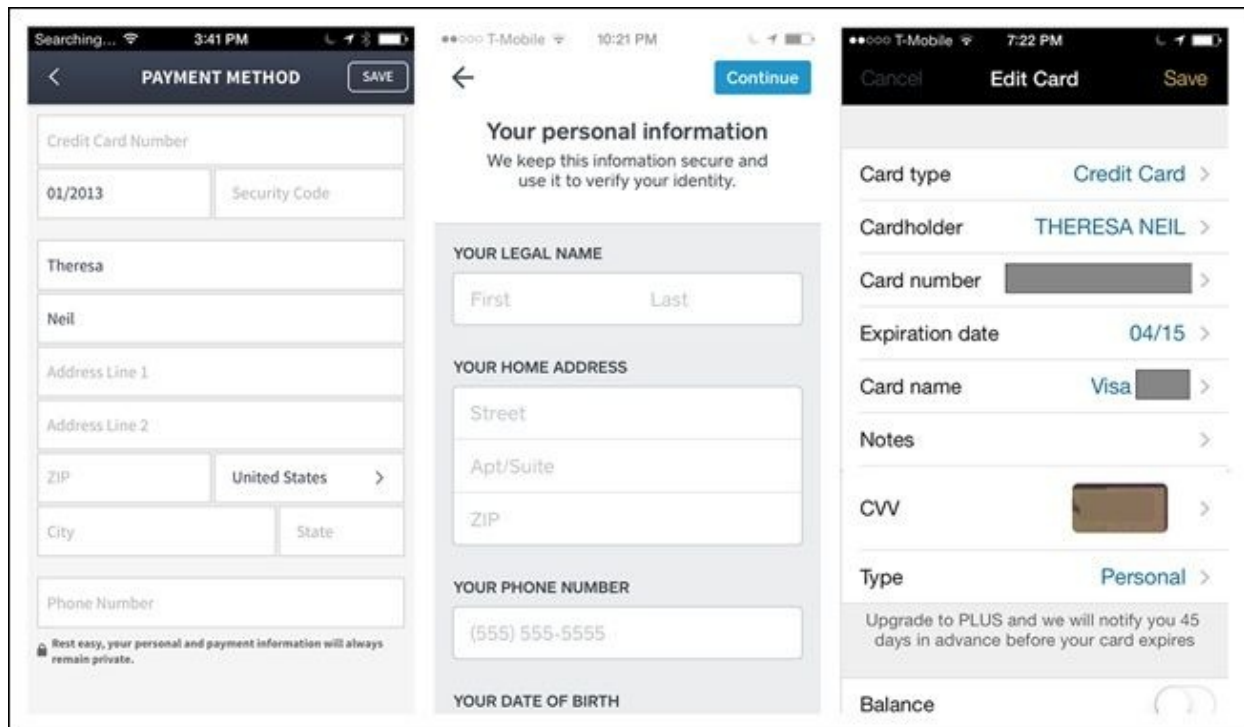 Searching... 3:41 PM
PAYMENT METHOD SAVE
Credit Card Number
01/2013 Security Code
Theresa
Neil
Address Line 1
Address Line 2
ZIP United States
City State
Phone Number
Rest easy, your personal and payment information will always
remain private.
T-Mobile 10:21 PM
Continue
Your personal information
We keep this infomation secure and
use it to verify your identity.
YOUR LEGAL NAME
First Last
YOUR HOME ADDRESS
Street
Apt/Suite
ZIP
YOUR PHONE NUMBER
(555) 555-5555
YOUR DATE OF BIRTH
T-Mobile 7:22 PM
Cancel Edit Card Save
Card type Credit Card
Cardholder THERESA NEIL
Card number
Expiration date 04/15
Card name Visa
Notes
CVV
Type Personal
Upgrade to PLUS and we will notify you 45
days in advance before your card expires
Balance